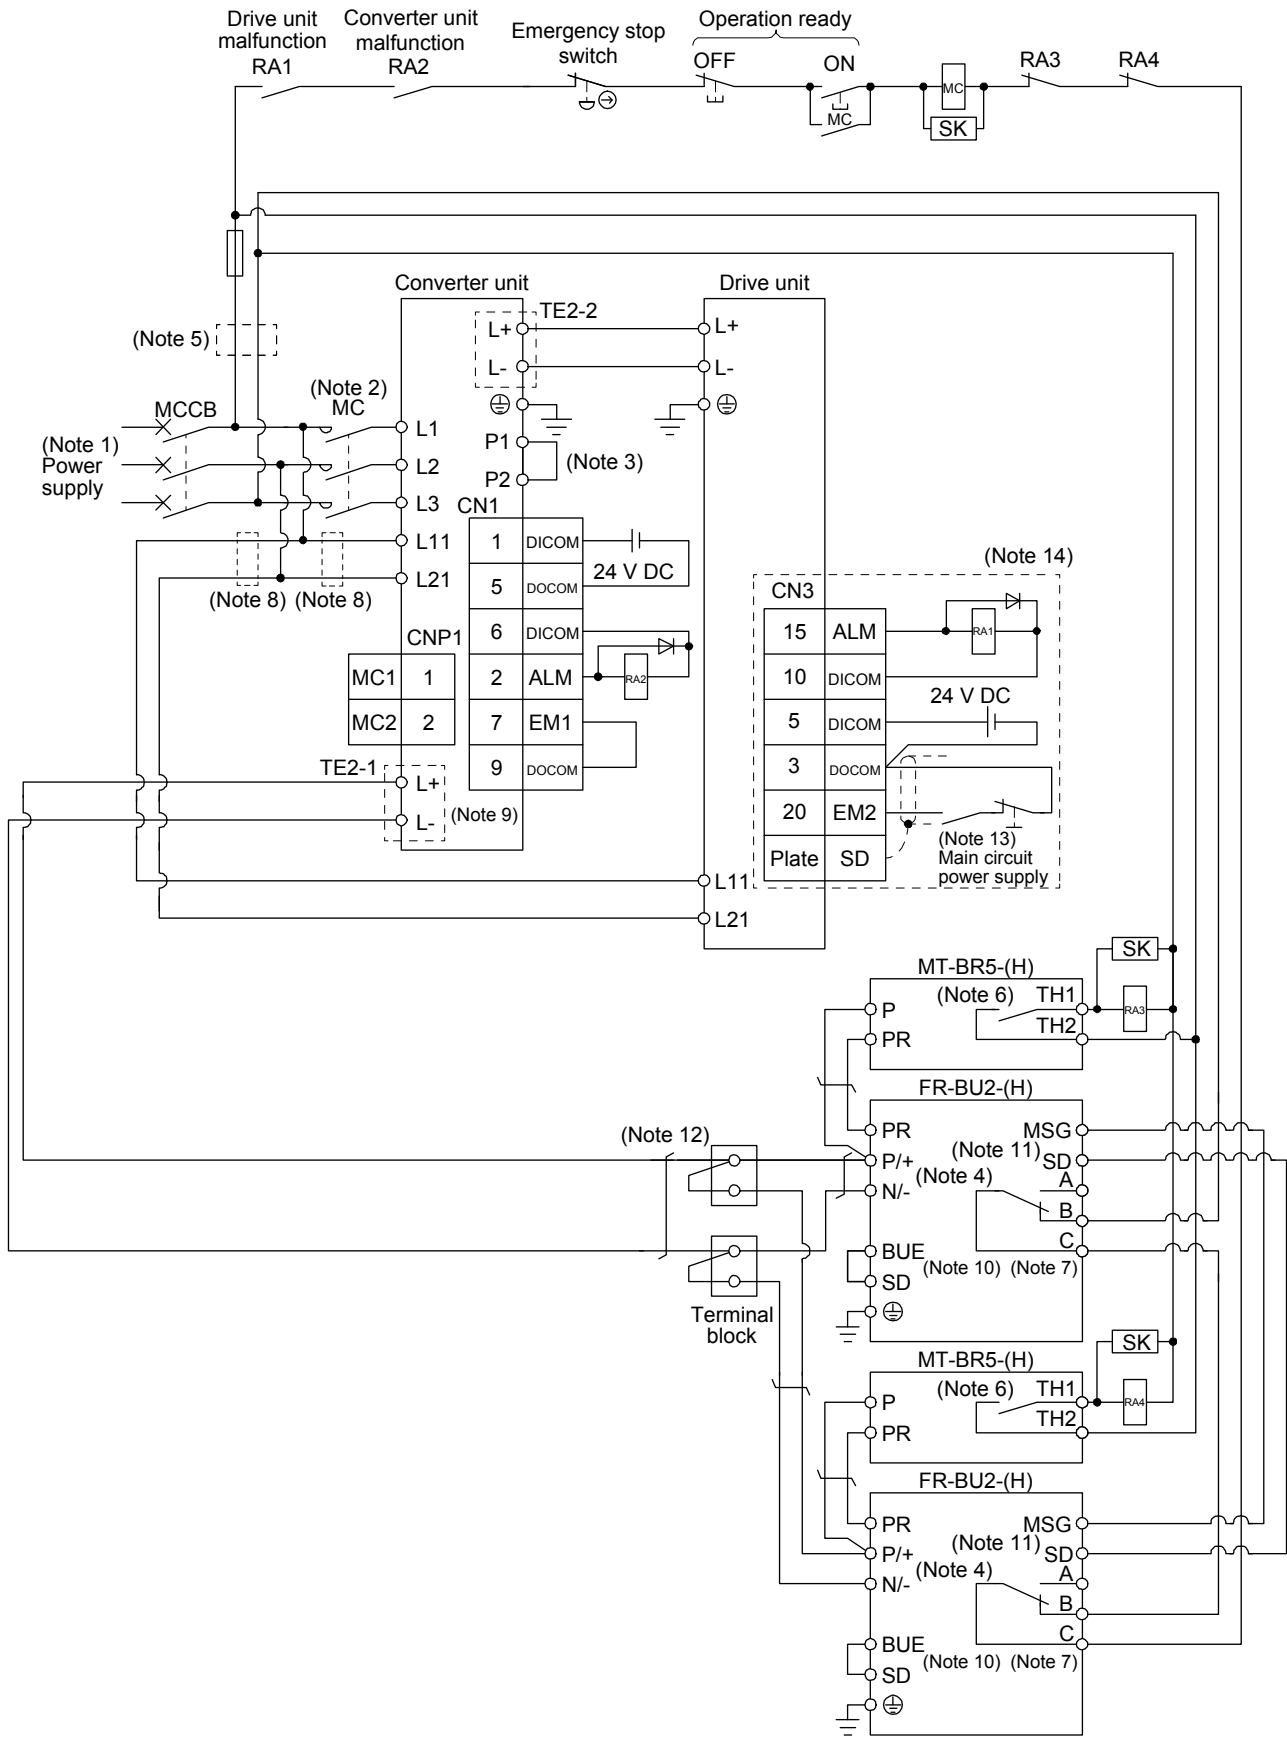 Drive unit
malfunction
RA1
Converter unit
malfunction
RA2
Emergency stop
switch
Operation ready
OFF
ON
MC
MC
SK
RA3
RA4
Converter unit
Drive unit
TE2-2
L+
L+
(Note 5)
L-
L-
(Note 2)
MC
MCCB
L1
(Note 1)
Power
supply
P1
(Note 3)
L2
P2
L3
CN1
L11
1 DICOM
24 V DC
L21
5 DOCOM
(Note 8) (Note 8)
(Note 14)
CN3
CNP1
6 DICOM
15 ALM
RA1
MC1 1
2 ALM
RA2
10 DICOM
24 V DC
MC2 2
7 EM1
5 DICOM
TE2-1
9 DOCOM
3 DOCOM
L+
L-
(Note 9)
20 EM2
(Note 13)
Main circuit
power supply
Plate SD
L11
L21
SK
MT-BR5-(H)
P
(Note 6)
TH1
RA3
PR
TH2
FR-BU2-(H)
(Note 12)
PR
MSG
P/+
(Note 11)
SD
(Note 4)
A
N/-
B
C
BUE
(Note 10) (Note 7)
SD
Terminal
block
SK
MT-BR5-(H)
P
(Note 6)
TH1
RA4
PR
TH2
FR-BU2-(H)
PR
MSG
P/+
(Note 11)
SD
(Note 4)
A
N/-
B
C
BUE
(Note 10) (Note 7)
SD